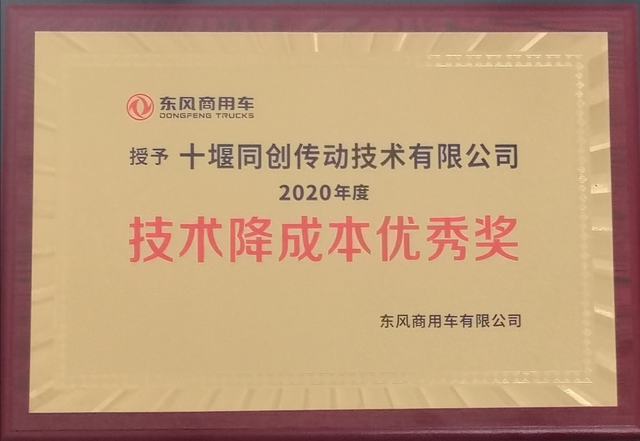 东风商用车
DONGFENG TRUCKS
授予 十堰同创传动技术有限公司
2020年度
技术降成本优秀奖
东风商用车有限公司